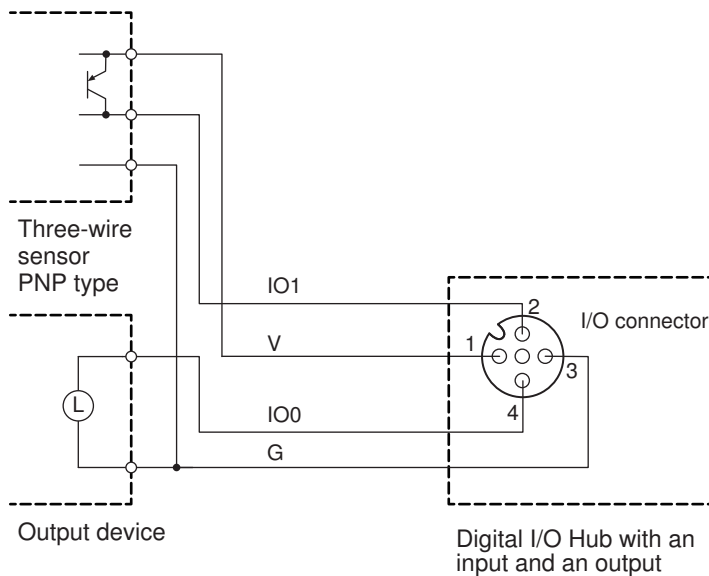 Three-wire
sensor
PNP type
IO1
2
I/O connector
V
1
3
L
IO0
4
G
Output device
Digital I/O Hub with an
input and an output